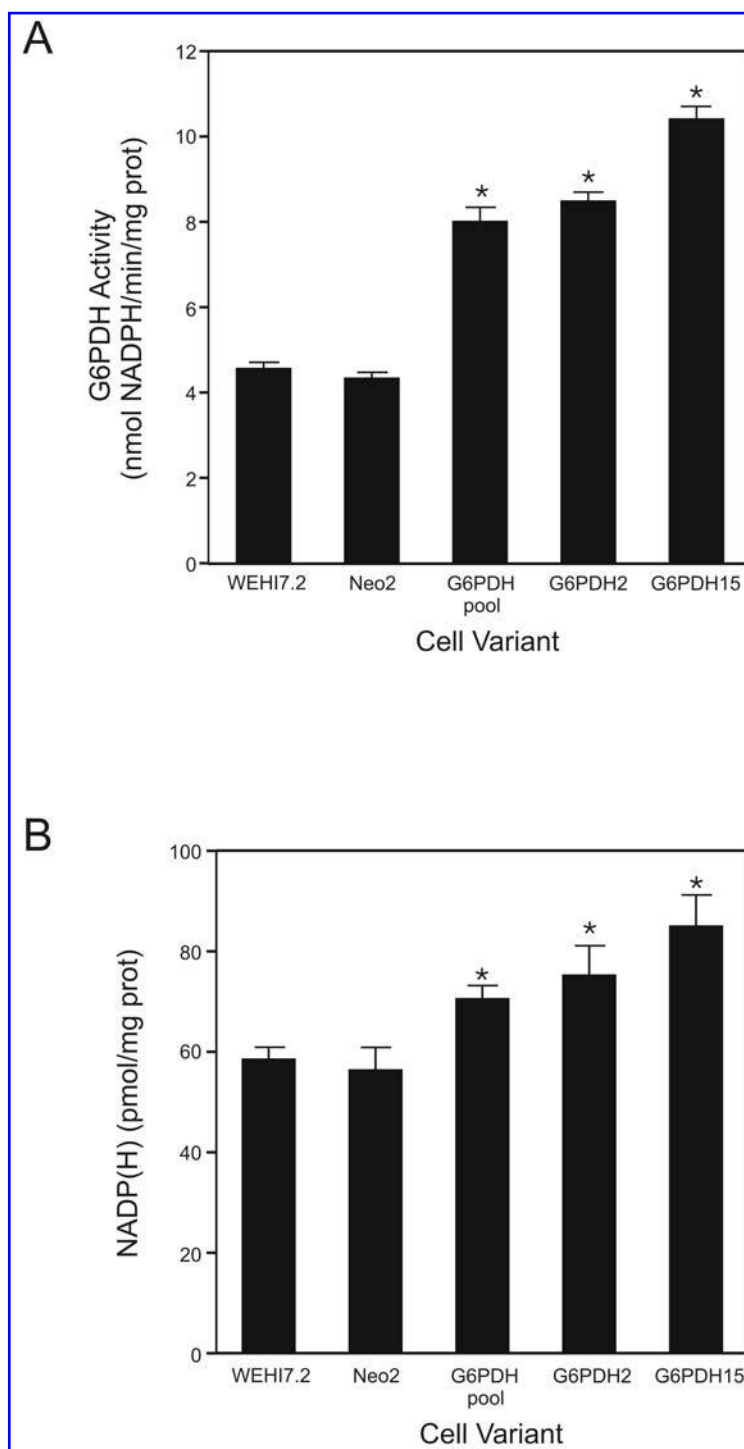 A
12
10
8
6
4
2
0
G6PDH Activity
(nmol NADPH/min/mg prot)
*
*
*
WEHI7.2 Neo2 G6PDH G6PDH2 G6PDH15
pool
Cell Variant
B
100
80
60
40
20
0
NADP(H) (pmol/mg prot)
*
*
*
WEHI7.2 Neo2 G6PDH G6PDH2 G6PDH15
pool
Cell Variant